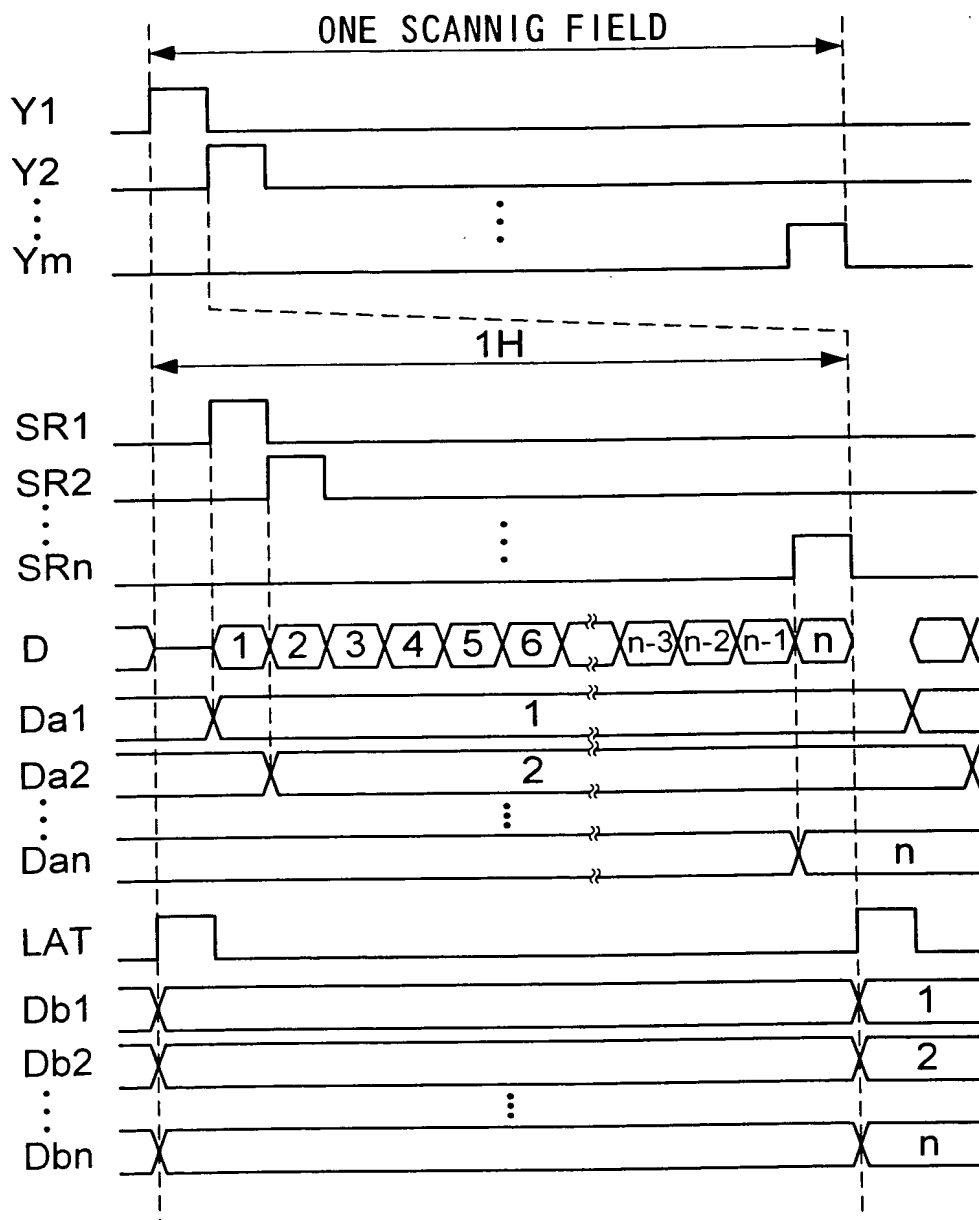 ONE SCANNIG FIELD
Y1
Y2
Ym
1H
SR1
SR2
SRn
D 1 2 3 4 5 6 n-3 n-2 n-1 n
Da1 1
Da2 2
Dan n
LAT
Db1 1
Db2 2
Dbn n